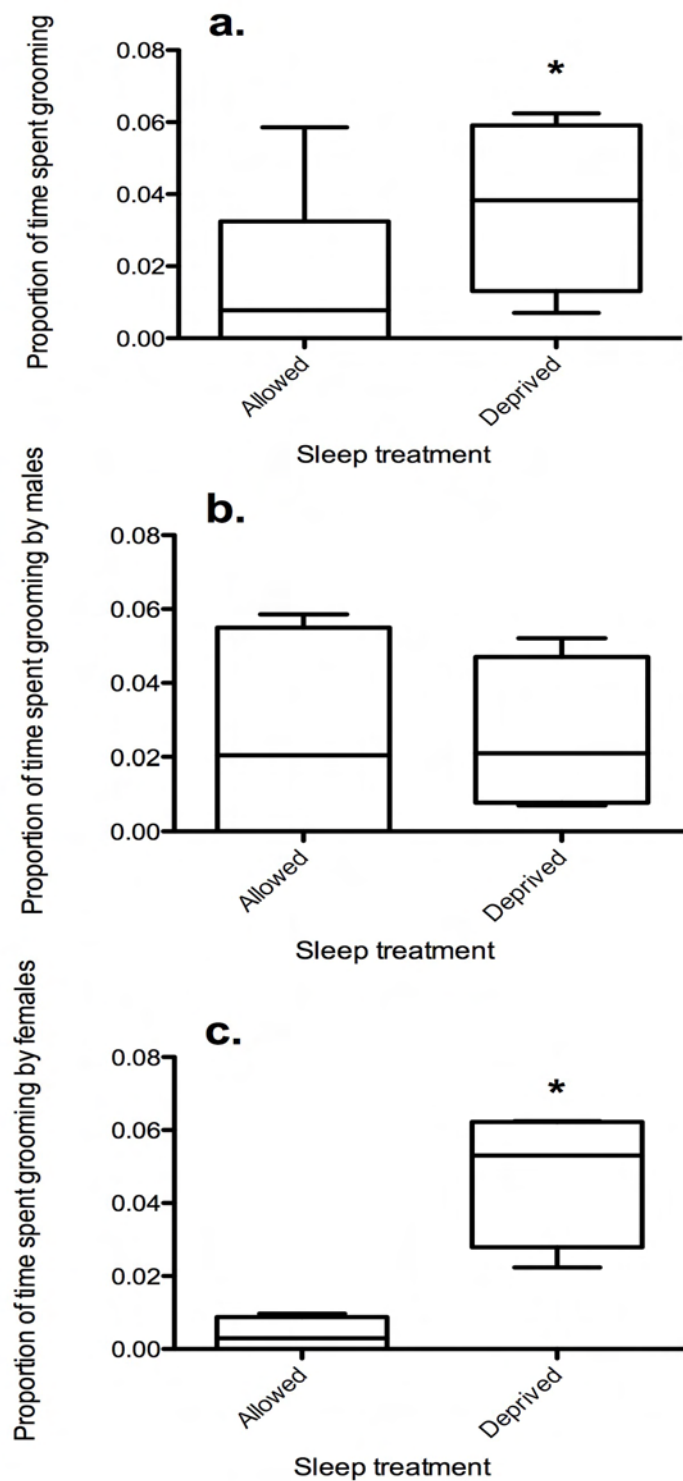 a.
Proportion of time spent grooming
0.08
0.06
0.04
0.02
0.00
*
Allowed
Deprived
Sleep treatment
b.
Proportion of time spent grooming by males
0.08
0.06
0.04
0.02
0.00
Allowed
Deprived
Sleep treatment
c.
Proportion of time spent grooming by females
0.08
0.06
0.04
0.02
0.00
*
Allowed
Deprived
Sleep treatment